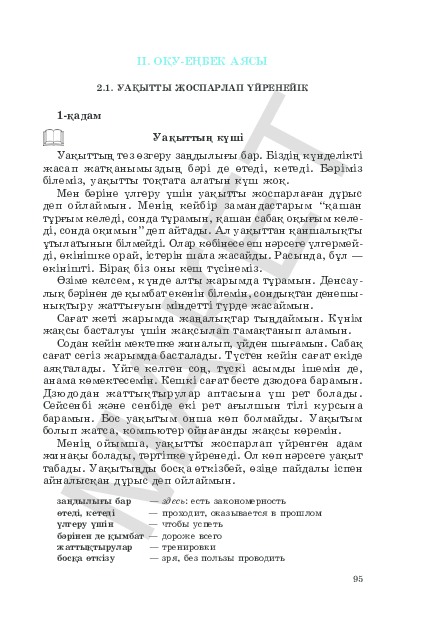 II. ОҚУ-ЕҢБЕК АЯСЫ
2.1. УАҚЫТТЫ ЖОСПАРЛАП ҮЙРЕНЕЙІК
1-қадам
Уақыттың күші
Уақыттың тез өзгеру заңдылығы бар. Біздің күнделікті
жасап жатқанымыздың бәрі де өтеді, кетеді. Бәріміз
білеміз, уақытты тоқтата алатын күш жоқ.
Мен бәріне үлгеру үшін уақытты жоспарлаған дұрыс
деп ойлаймын. Менің кейбір замандастарым “қашан
тұрғым келеді, сонда тұрамын, қашан сабақ оқығым келе-
ді, сонда оқимын” деп айтады. Ал уақыттан қаншалықты
ұтылатынын білмейді. Олар көбінесе еш нәрсеге үлгермей-
ді, өкінішке орай, істерін шала жасайды. Расында, бұл —
өкінішті. Бірақ біз оны кеш түсінеміз.
Өзіме келсем, күнде алты жарымда тұрамын. Денсау-
лық бәрінен де қымбат екенін білемін, сондықтан денешы-
нықтыру жаттығуын міндетті түрде жасаймын.
Сағат жеті жарымда жаңалықтар тыңдаймын. Күнім
жақсы басталуы үшін жақсылап тамақтанып аламын.
Содан кейін мектепке жиналып, үйден шығамын. Сабақ
сағат сегіз жарымда басталады. Түстен кейін сағат екіде
аяқталады. Үйге келген соң, түскі асымды ішемін де,
анама көмектесемін. Кешкі сағат бесте дзюдоға барамын.
Дзюдодан жаттықтырулар аптасына үш рет болады.
Сейсенбі және сенбіде екі рет ағылшын тілі курсына
барамын. Бос уақытым онша көп болмайды. Уақытым
болып жатса, компьютер ойнағанды жақсы көремін.
Менің ойымша, уақытты жоспарлап үйренген адам
жинақы болады, тәртіпке үйренеді. Ол көп нәрсеге уақыт
табады. Уақытыңды босқа өткізбей, өзіңе пайдалы іспен
айналысқан дұрыс деп ойлаймын.
заңдылығы бар — здесь: есть закономерность
өтеді, кетеді — проходит, оказывается в прошлом
үлгеру үшін — чтобы успеть
бәрінен де қымбат — дороже всего
жаттықтырулар — тренировки
босқа өткізу — зря, без пользы проводить
95
МАКЕТ